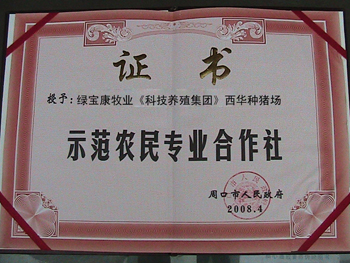 证书
授予：绿宝康牧业《科技养殖集团》西华种猪场
示范农民专业合作社
周口市人民政府
2008.4